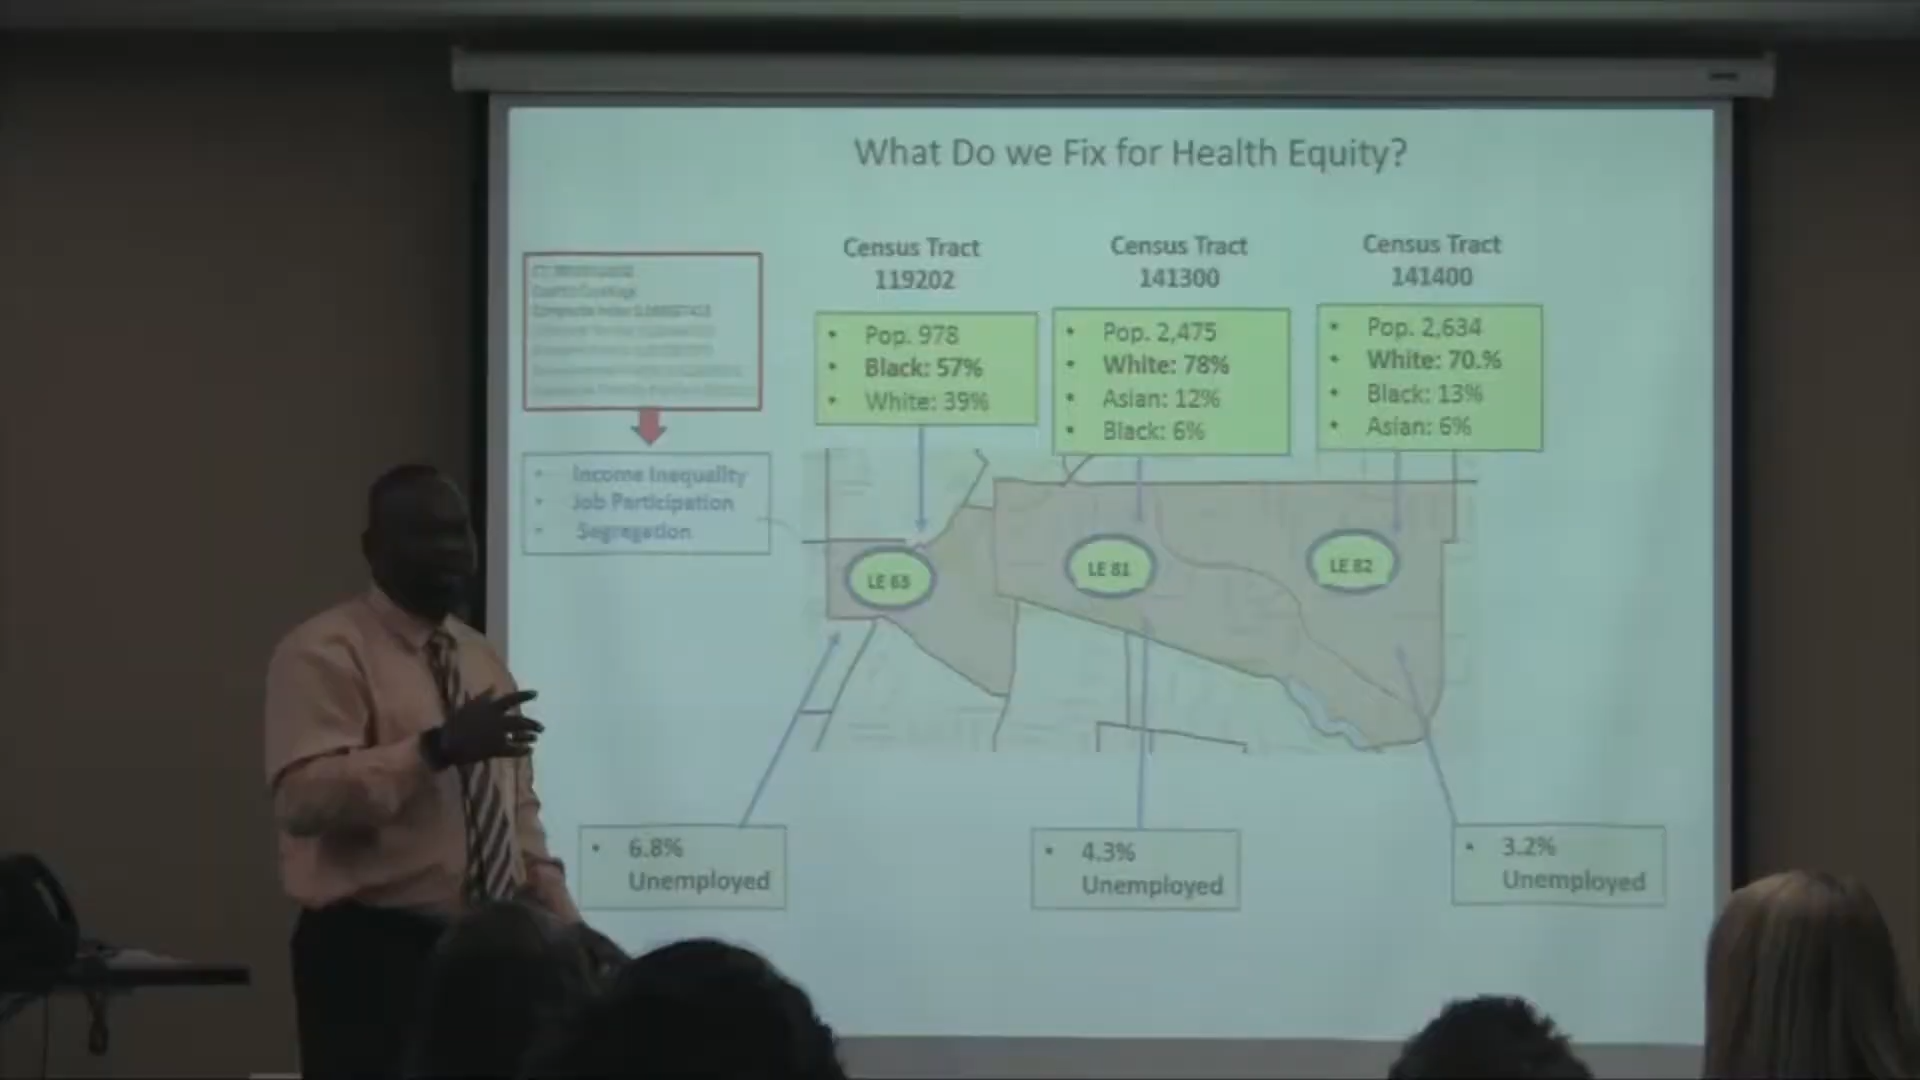 What Do we Fix for Health Equity?
Census Tract
119202
Census Tract
141300
Census Tract
141400
• Pop. 978
• Black: 57%
• White: 39%
• Pop. 2,475
• White: 78%
• Asian: 12%
• Black: 6%
• Pop. 2,634
• White: 70.%
• Black: 13%
• Asian: 6%
Composite Index
• Income Inequality
• Job Participation
• Segregation
LE 63
LE 81
LE 82
• 6.8%
Unemployed
• 4.3%
Unemployed
• 3.2%
Unemployed